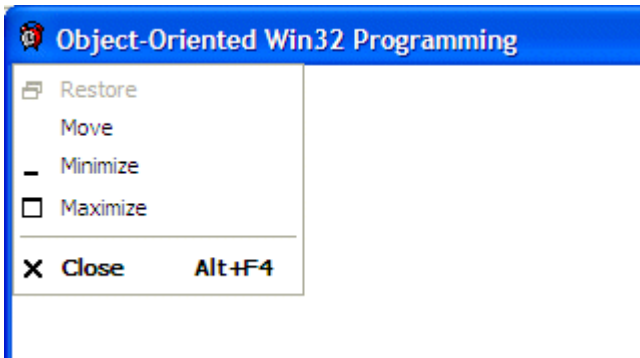 Object-Oriented Win32 Programming
Restore
Move
Minimize
Maximize
Close Alt+F4